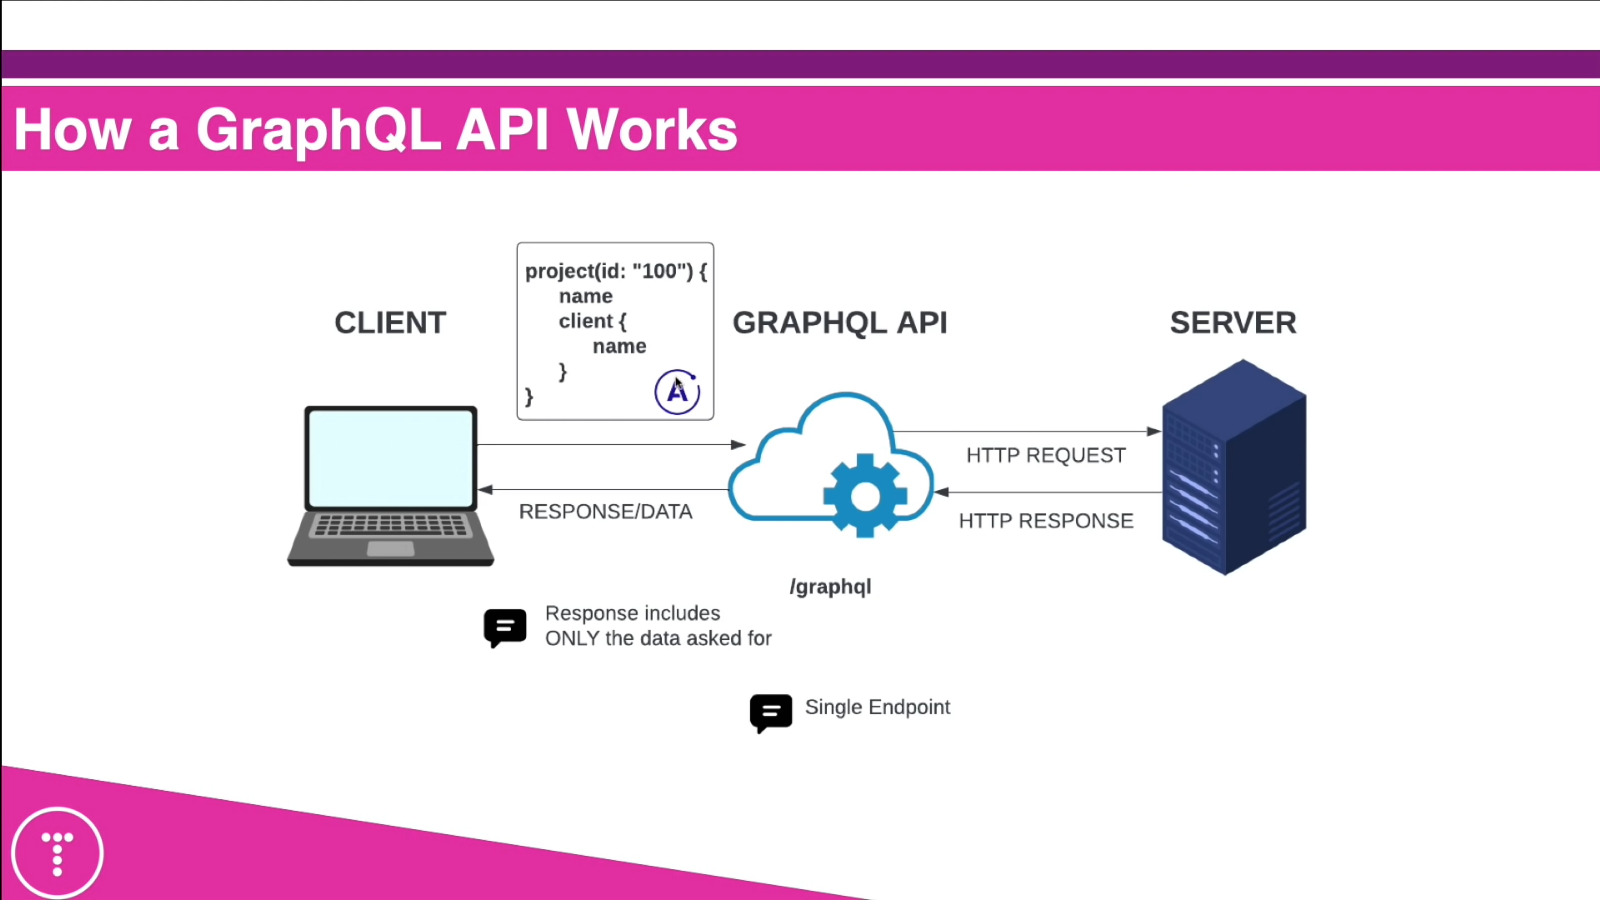 How a GraphQL API Works
project(id: "100") {
name
client {
name
}
}
CLIENT
GRAPHQL API
SERVER
A
HTTP REQUEST
RESPONSE/DATA
HTTP RESPONSE
/graphql
Response includes
ONLY the data asked for
Single Endpoint
T